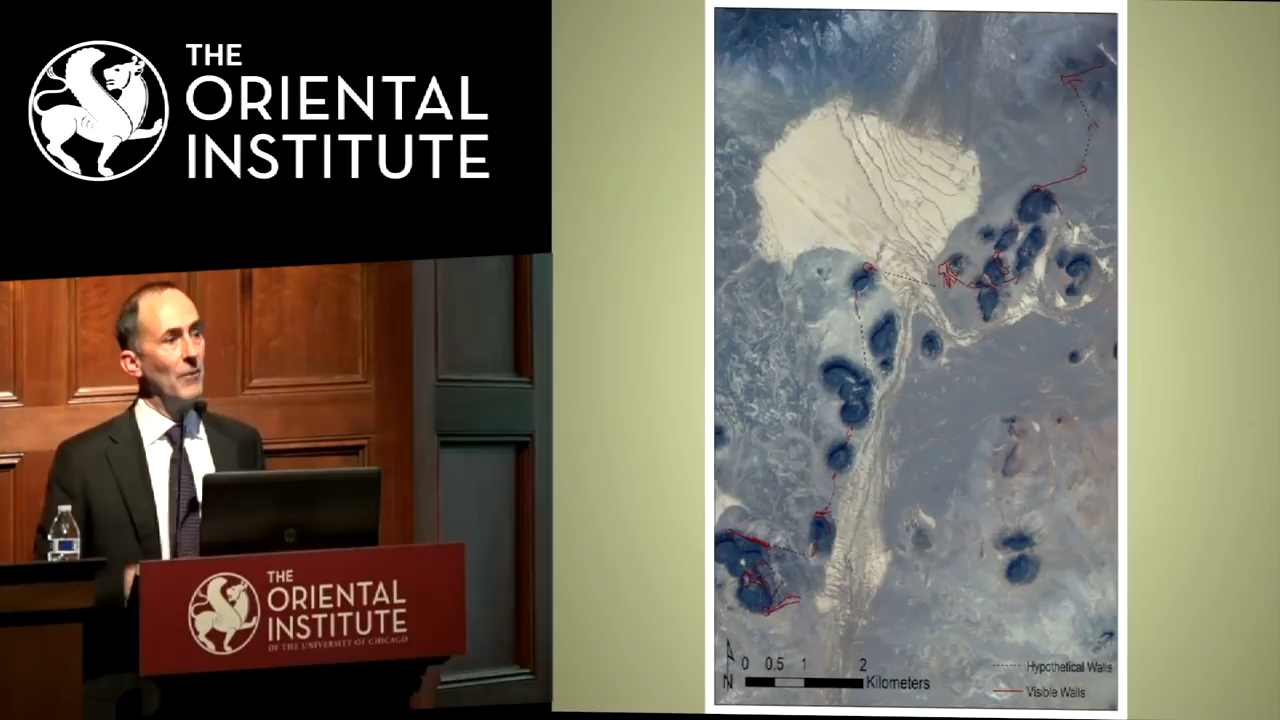 THE
ORIENTAL
INSTITUTE
THE
ORIENTAL
INSTITUTE
OF THE UNIVERSITY OF CHICAGO
N
0 0.5 1 2
Kilometers
Hypothetical Walls
Visible Walls